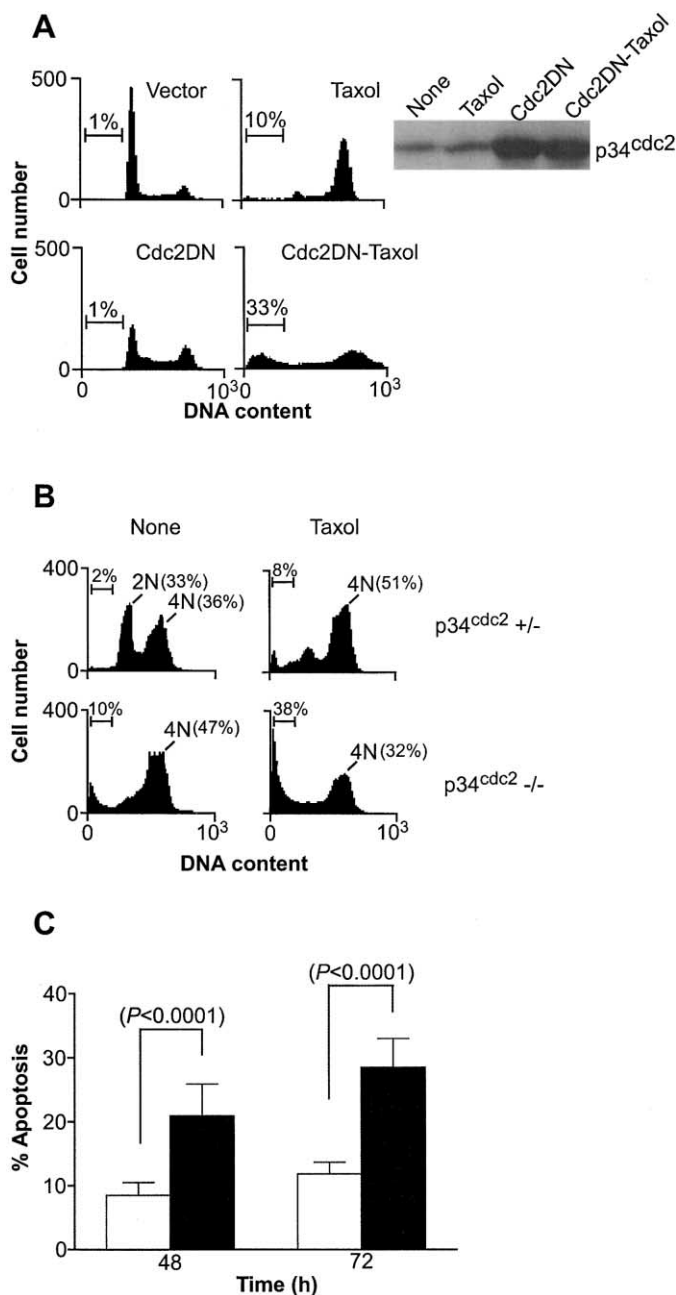 A
Vector
Taxol
500
0
1%
10%
None
Taxol
Cdc2DN
Cdc2DN-Taxol
p34cdc2
Cell number
Cdc2DN
Cdc2DN-Taxol
500
0
1%
33%
0
10³
0
10³
DNA content
B
None
Taxol
400
0
2%
2N(33%)
4N(36%)
8%
4N(51%)
p34cdc2 +/-
Cell number
400
0
10%
4N(47%)
38%
4N(32%)
p34cdc2 -/-
0
10³
0
10³
DNA content
C
% Apoptosis
40
30
20
10
0
(P<0.0001)
(P<0.0001)
48
72
Time (h)